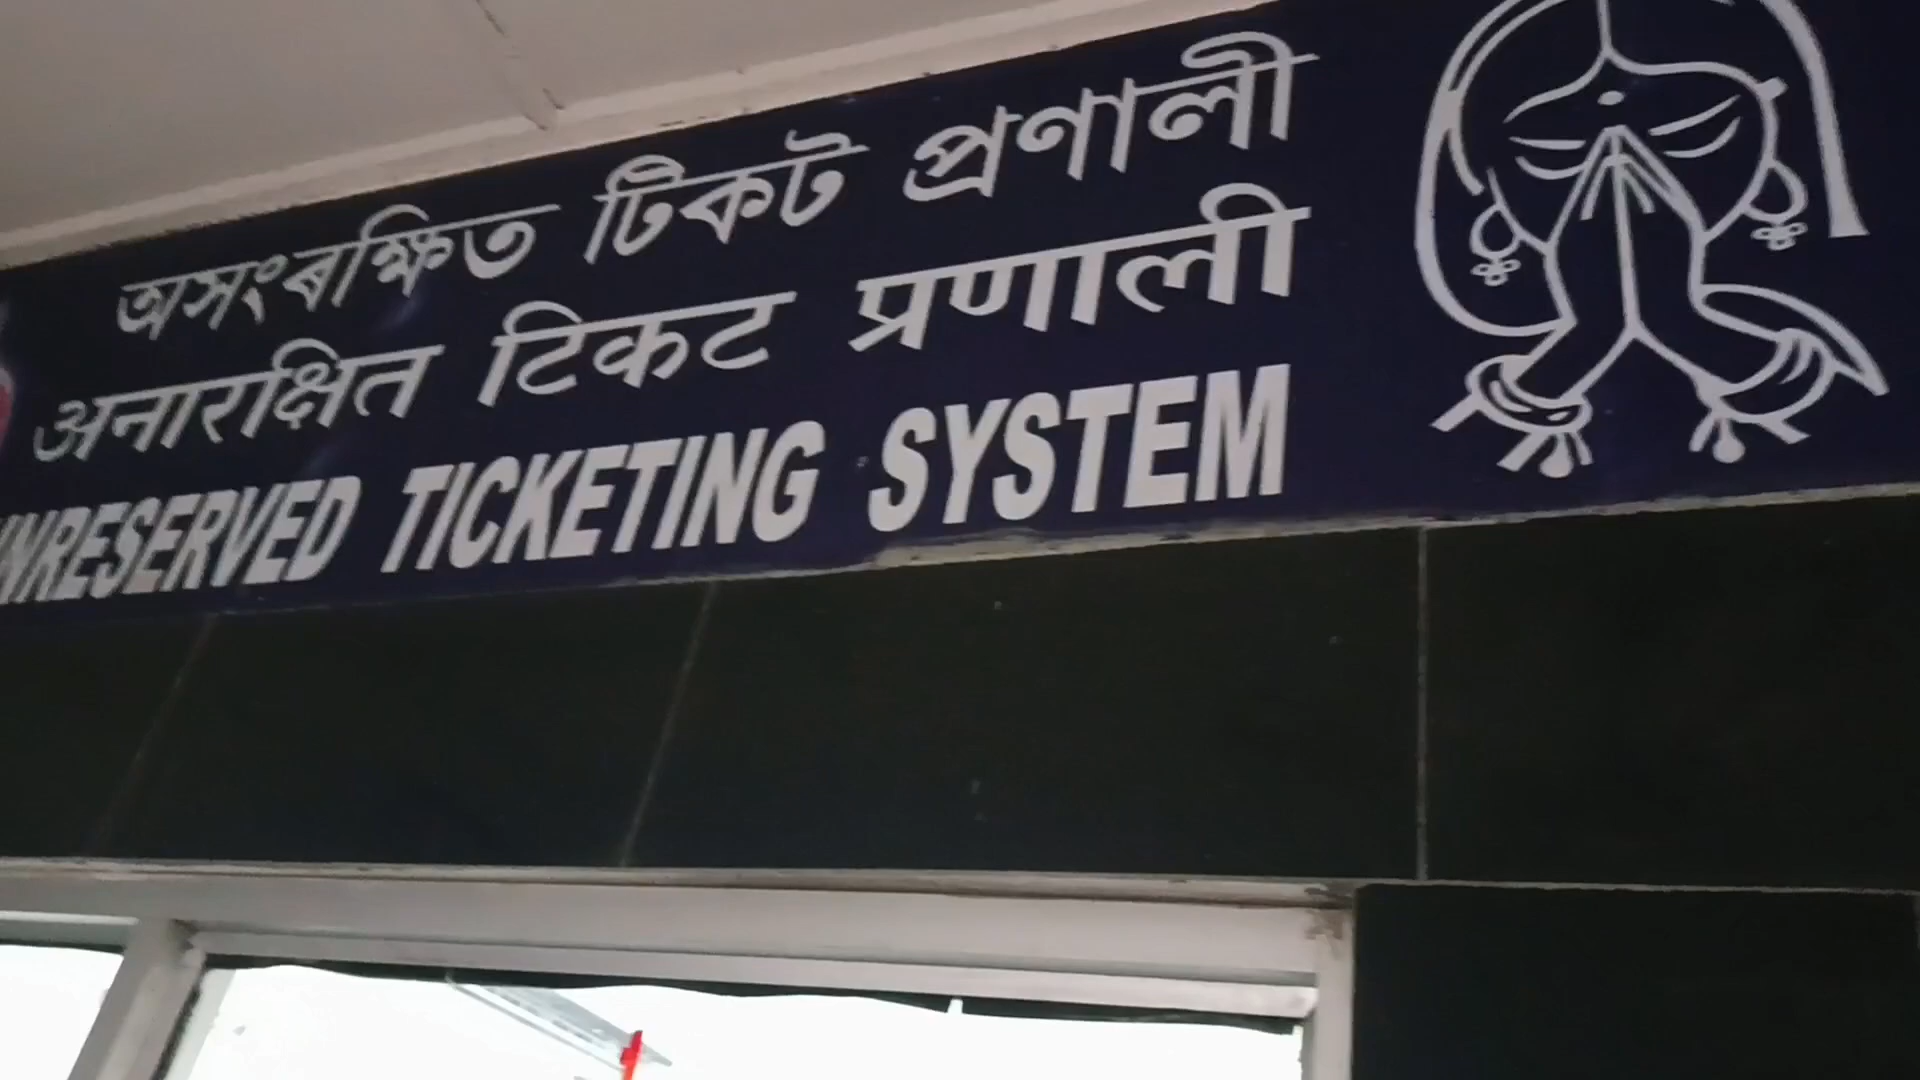 অসংৰক্ষিত টিকট প্ৰণালী
अनारक्षित टिकट प्रणाली
UNRESERVED TICKETING SYSTEM